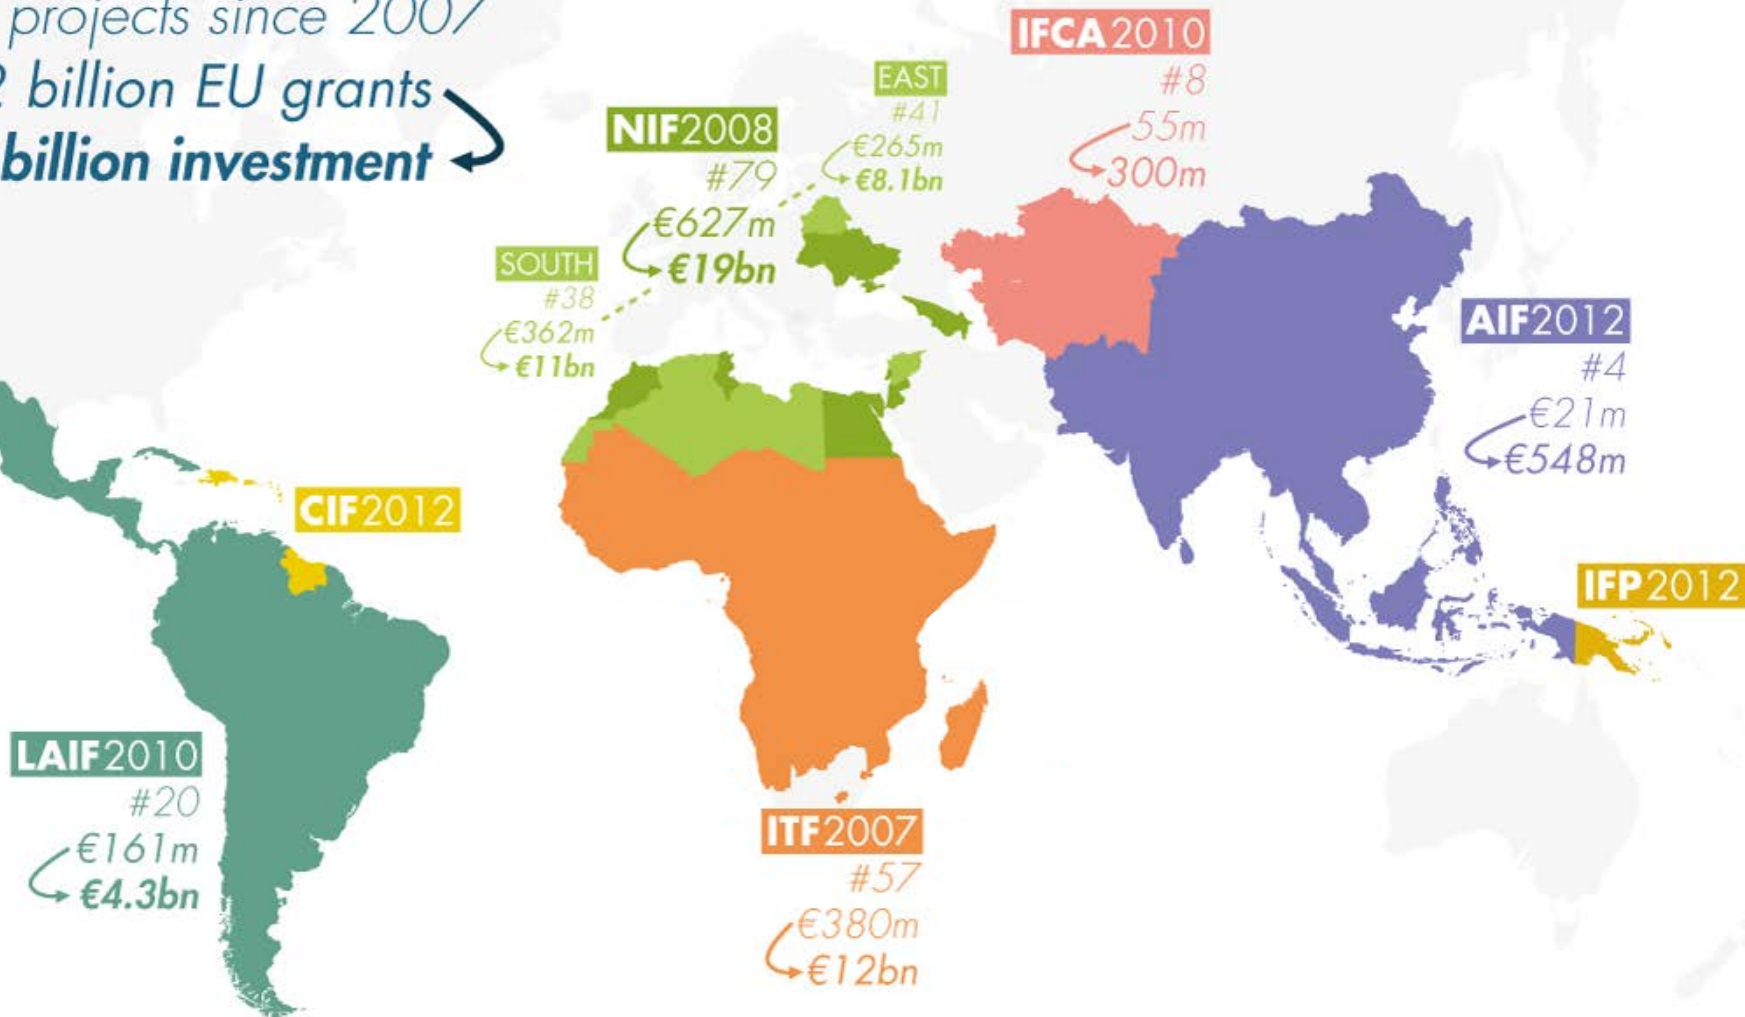 projects since 2007
billion EU grants
billion investment
IFCA2010
#8
55m
300m
EAST
#41
€265m
€8.1bn
NIF2008
#79
€627m
€19bn
SOUTH
#38
€362m
€11bn
AIF2012
#4
€21m
€548m
CIF2012
IFP2012
LAIF2010
#20
€161m
€4.3bn
ITF2007
#57
€380m
€12bn